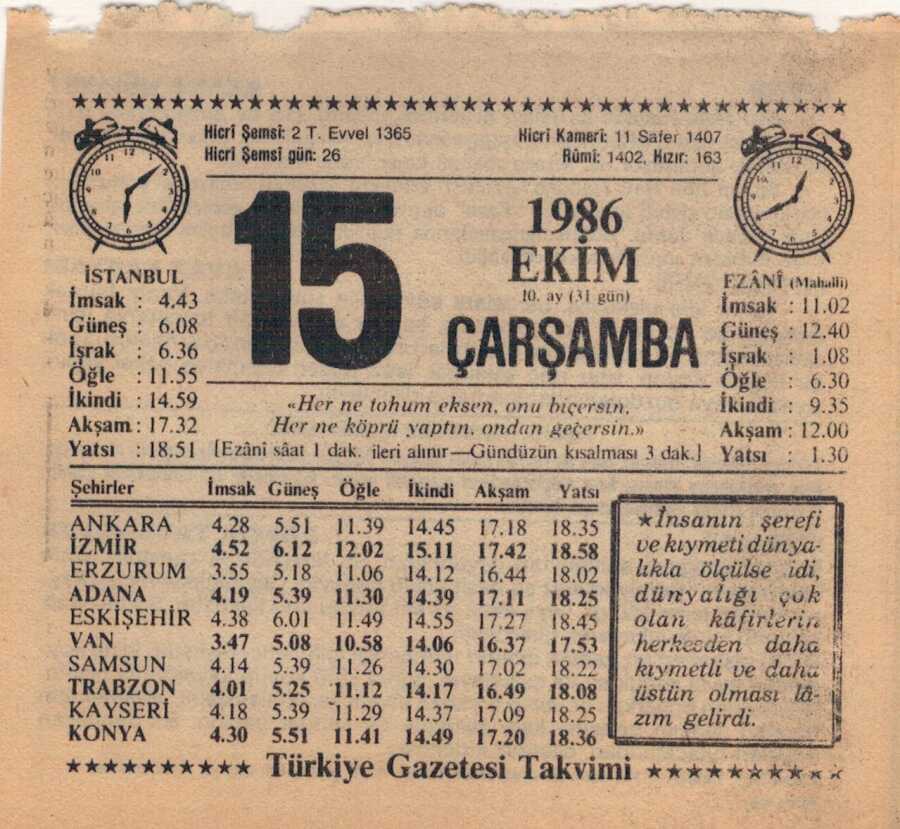 Hicrî Şemsi: 2 T. Evvel 1365
Hicri Şemsî gün: 26
Hicri Kamerî: 11 Safer 1407
Rûmî: 1402, Hızır: 163
15
1986
EKİM
10. ay (31 gün)
ÇARŞAMBA
İSTANBUL
İmsak : 4.43
Güneş : 6.08
İşrak : 6.36
Öğle : 11.55
İkindi : 14.59
Akşam : 17.32
Yatsı : 18.51
EZÂNÎ (Mahalli)
İmsak : 11.02
Güneş : 12.40
İşrak : 1.08
Öğle : 6.30
İkindi : 9.35
Akşam : 12.00
Yatsı : 1.30
«Her ne tohum eksen, onu biçersin,
Her ne köprü yaptın, ondan geçersin.»
[Ezânî sâat 1 dak. ileri alınır—Gündüzün kısalması 3 dak.]
Şehirler İmsak Güneş Öğle İkindi Akşam Yatsı
ANKARA 4.28 5.51 11.39 14.45 17.18 18.35
İZMİR 4.52 6.12 12.02 15.11 17.42 18.58
ERZURUM 3.55 5.18 11.06 14.12 16.44 18.02
ADANA 4.19 5.39 11.30 14.39 17.11 18.25
ESKİŞEHİR 4.38 6.01 11.49 14.55 17.27 18.45
VAN 3.47 5.08 10.58 14.06 16.37 17.53
SAMSUN 4.14 5.39 11.26 14.30 17.02 18.22
TRABZON 4.01 5.25 11.12 14.17 16.49 18.08
KAYSERİ 4.18 5.39 11.29 14.37 17.09 18.25
KONYA 4.30 5.51 11.41 14.49 17.20 18.36
★İnsanın şerefi
ve kıymeti dünya-
lıkla ölçülse idi,
dünyalığı çok
olan kâfirlerin
herkesden daha
kıymetli ve daha
üstün olması lâ-
zım gelirdi.
Türkiye Gazetesi Takvimi